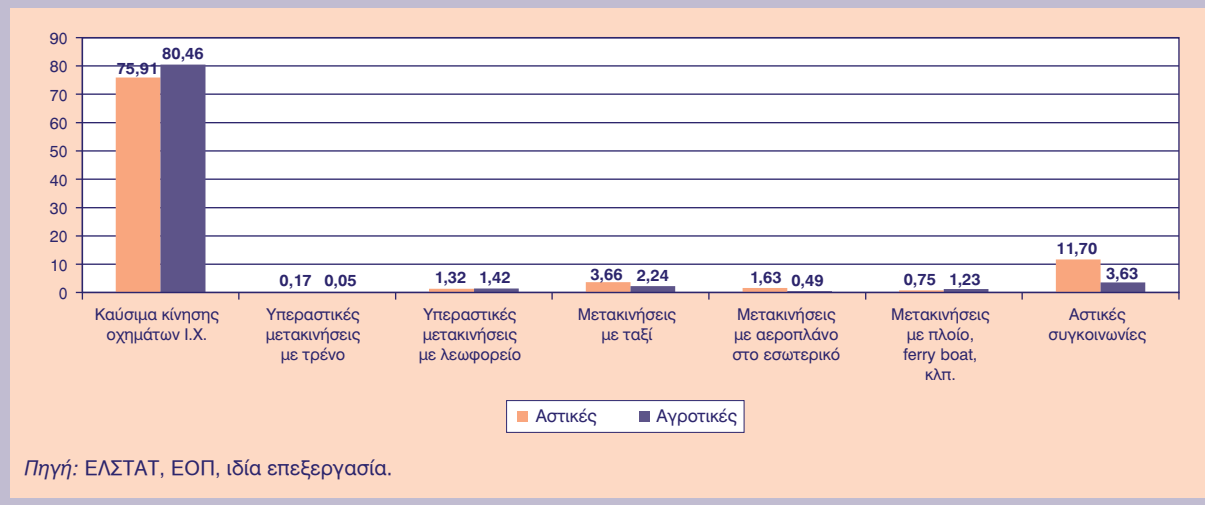 90
80
70
60
50
40
30
20
10
0
75,91
80,46
0,17
0,05
1,32
1,42
3,66
2,24
1,63
0,49
0,75
1,23
11,70
3,63
Καύσιμα κίνησης
οχημάτων Ι.Χ.
Υπεραστικές
μετακινήσεις
με τρένο
Υπεραστικές
μετακινήσεις
με λεωφορείο
Μετακινήσεις
με ταξί
Μετακινήσεις
με αεροπλάνο
στο εσωτερικό
Μετακινήσεις
με πλοίο,
ferry boat,
κλπ.
Αστικές
συγκοινωνίες
Αστικές
Αγροτικές
Πηγή: ΕΛΣΤΑΤ, ΕΟΠ, ιδία επεξεργασία.